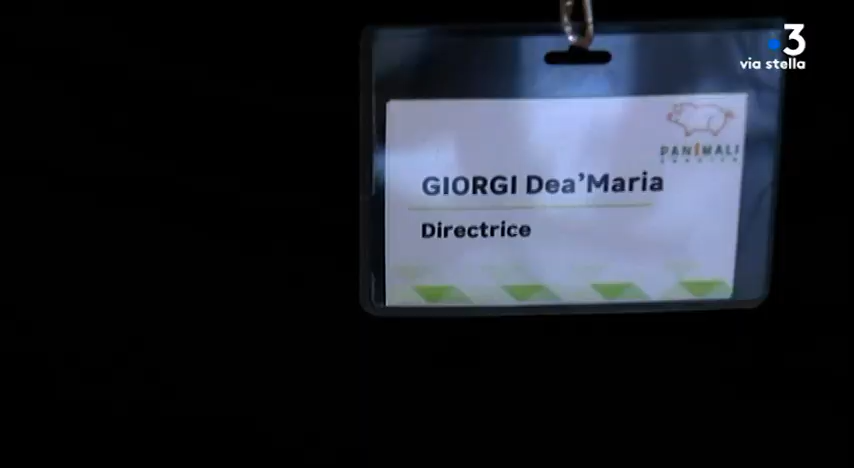 3
via stella
PANIMALI
GIORGI Dea'Maria
Directrice